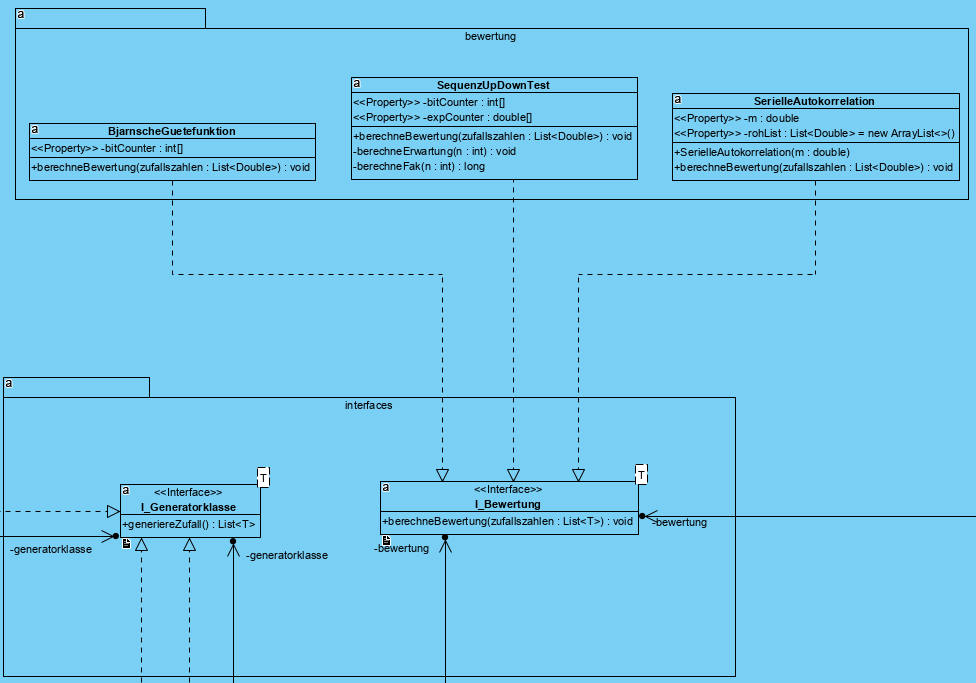 a
bewertung
a
BjarnscheGuetefunktion
<<Property>> -bitCounter : int[]
+berechneBewertung(zufallszahlen : List<Double>) : void
a
SequenzUpDownTest
<<Property>> -bitCounter : int[]
<<Property>> -expCounter : double[]
+berechneBewertung(zufallszahlen : List<Double>) : void
-berechneErwartung(n : int) : void
-berechneFak(n : int) : long
a
SerielleAutokorrelation
<<Property>> -m : double
<<Property>> -rohList : List<Double> = new ArrayList<>()
+SerielleAutokorrelation(m : double)
+berechneBewertung(zufallszahlen : List<Double>) : void
a
interfaces
T
a
<<Interface>>
I_Generatorklasse
+generiereZufall() : List<T>
-generatorklasse
-generatorklasse
T
a
<<Interface>>
I_Bewertung
+berechneBewertung(zufallszahlen : List<T>) : void
-bewertung
-bewertung